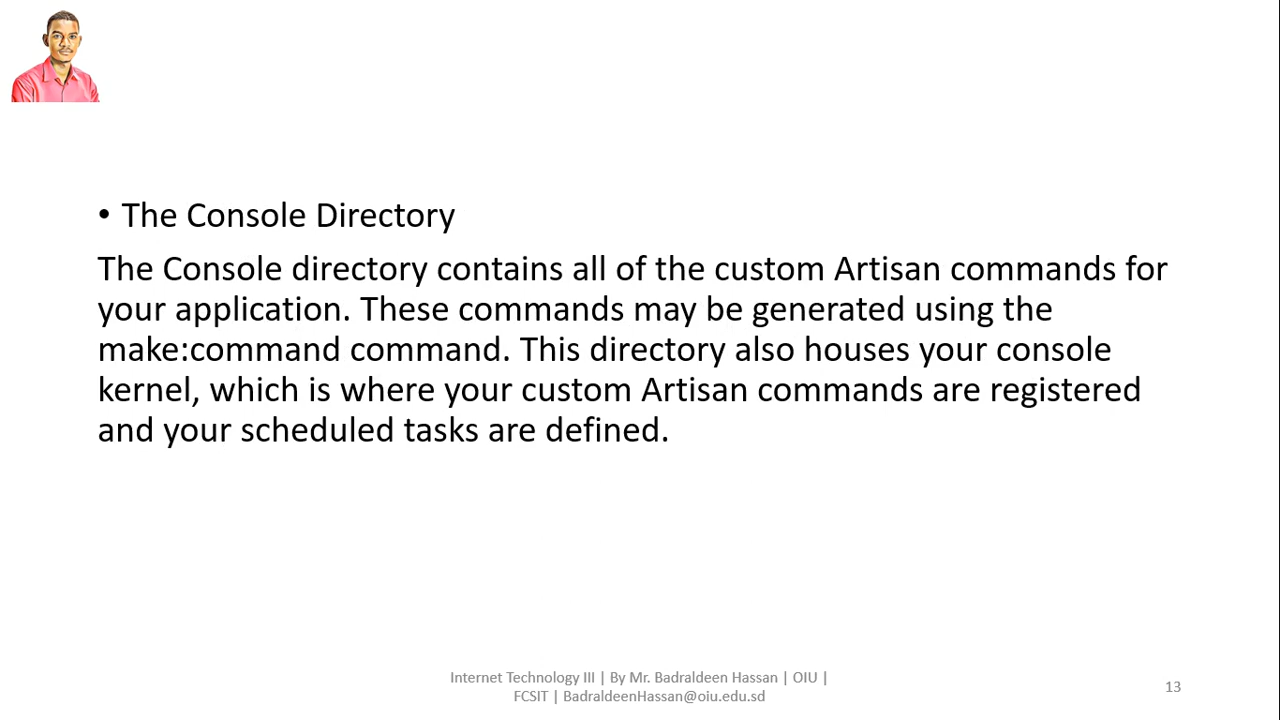 • The Console Directory
The Console directory contains all of the custom Artisan commands for
your application. These commands may be generated using the
make:command command. This directory also houses your console
kernel, which is where your custom Artisan commands are registered
and your scheduled tasks are defined.
Internet Technology III | By Mr. Badraldeen Hassan | OIU |
FCSIT | BadraldeenHassan@oiu.edu.sd
13